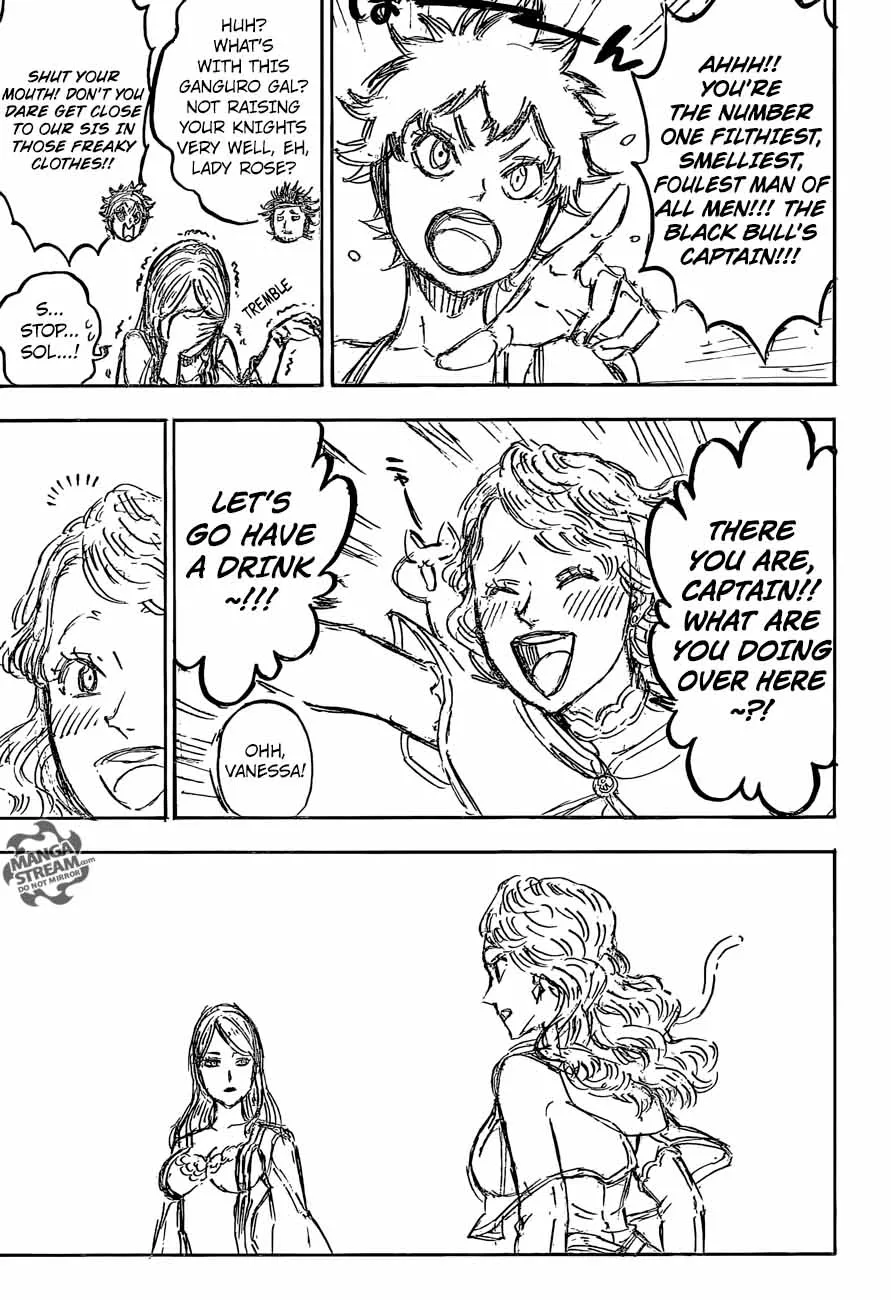 AHHH!!
YOU'RE
THE NUMBER
ONE FILTHIEST,
SMELLIEST,
FOULEST MAN OF
ALL MEN!!! THE
BLACK BULL'S
CAPTAIN!!!
HUH?
WHAT'S
WITH THIS
GANGURO GAL?
NOT RAISING
YOUR KNIGHTS
VERY WELL, EH,
LADY ROSE?
SHUT YOUR
MOUTH! DON'T YOU
DARE GET CLOSE
TO OUR SIS IN
THOSE FREAKY
CLOTHES!!
TREMBLE
S...
STOP...
SOL...!
THERE
YOU ARE,
CAPTAIN!!
WHAT ARE
YOU DOING
OVER HERE
~?!
LET'S
GO HAVE
A DRINK
~!!!
OHH,
VANESSA!
MANGA
STREAM.com
DO NOT MIRROR